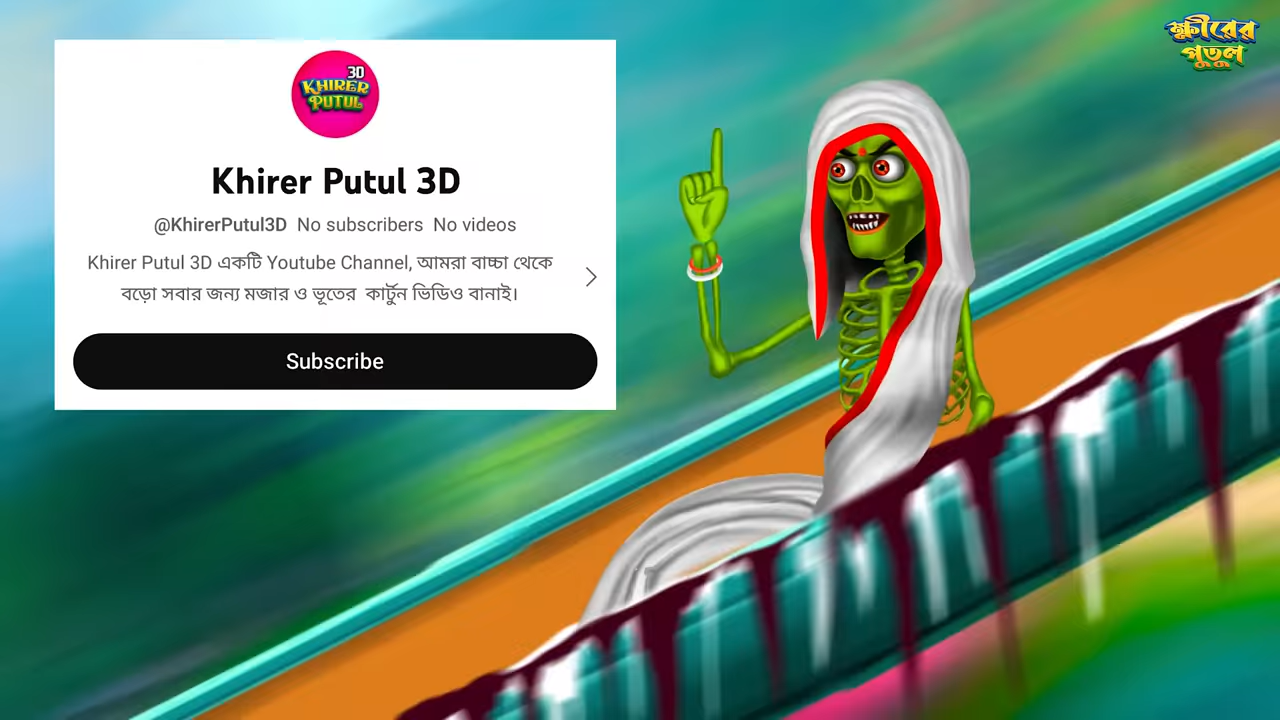 ক্ষীরের
পুতুল
3D
KHIRER
PUTUL
Khirer Putul 3D
@KhirerPutul3D No subscribers No videos
Khirer Putul 3D একটি Youtube Channel, আমরা বাচ্চা থেকে
বড়ো সবার জন্য মজার ও ভূতের কার্টুন ভিডিও বানাই।
Subscribe